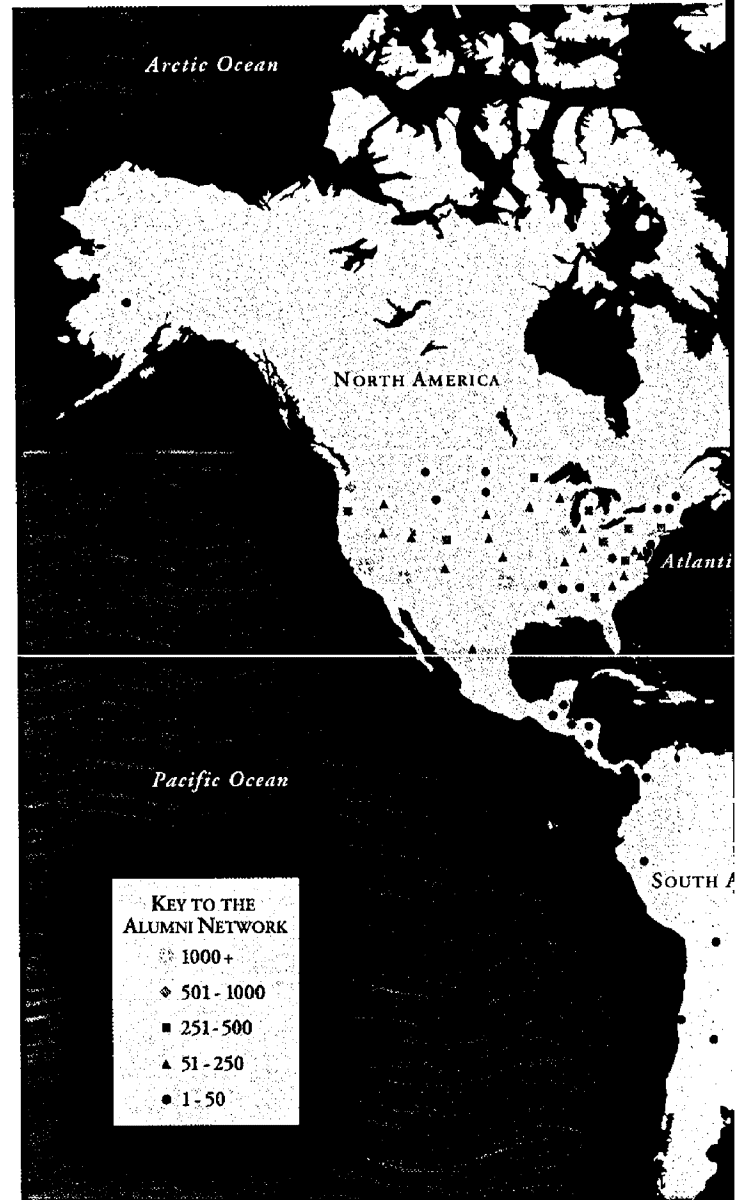 Arctic Ocean
NORTH AMERICA
Atlanti
Pacific Ocean
SOUTH A
KEY TO THE
ALUMNI NETWORK
1000+
501-1000
251-500
51-250
1-50